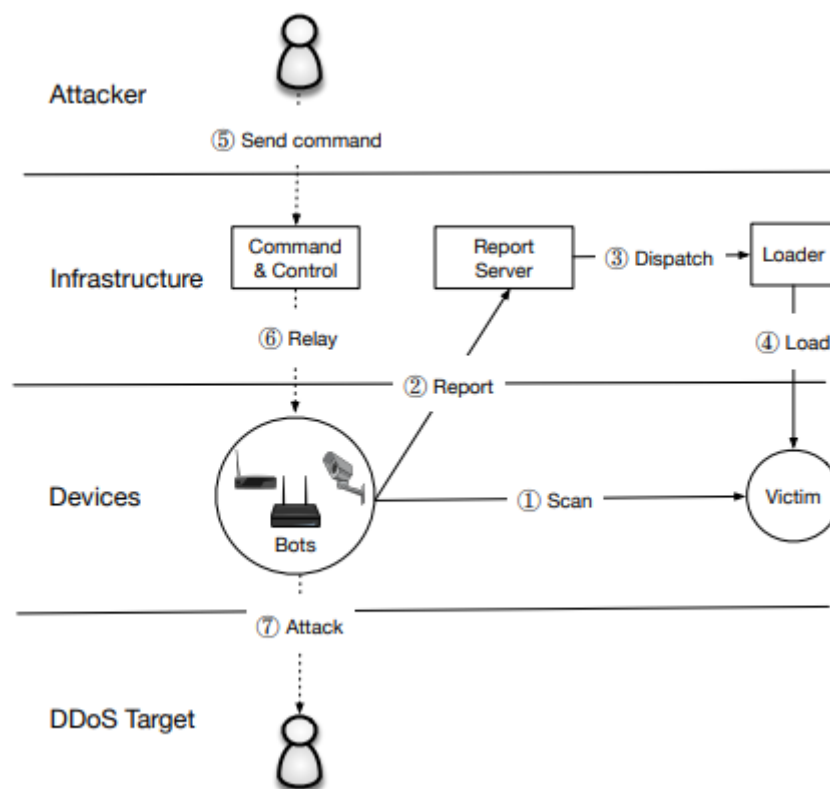 Attacker
⑤ Send command
Command
& Control
Report
Server
③ Dispatch
Loader
Infrastructure
⑥ Relay
④ Load
② Report
Devices
① Scan
Victim
Bots
⑦ Attack
DDoS Target